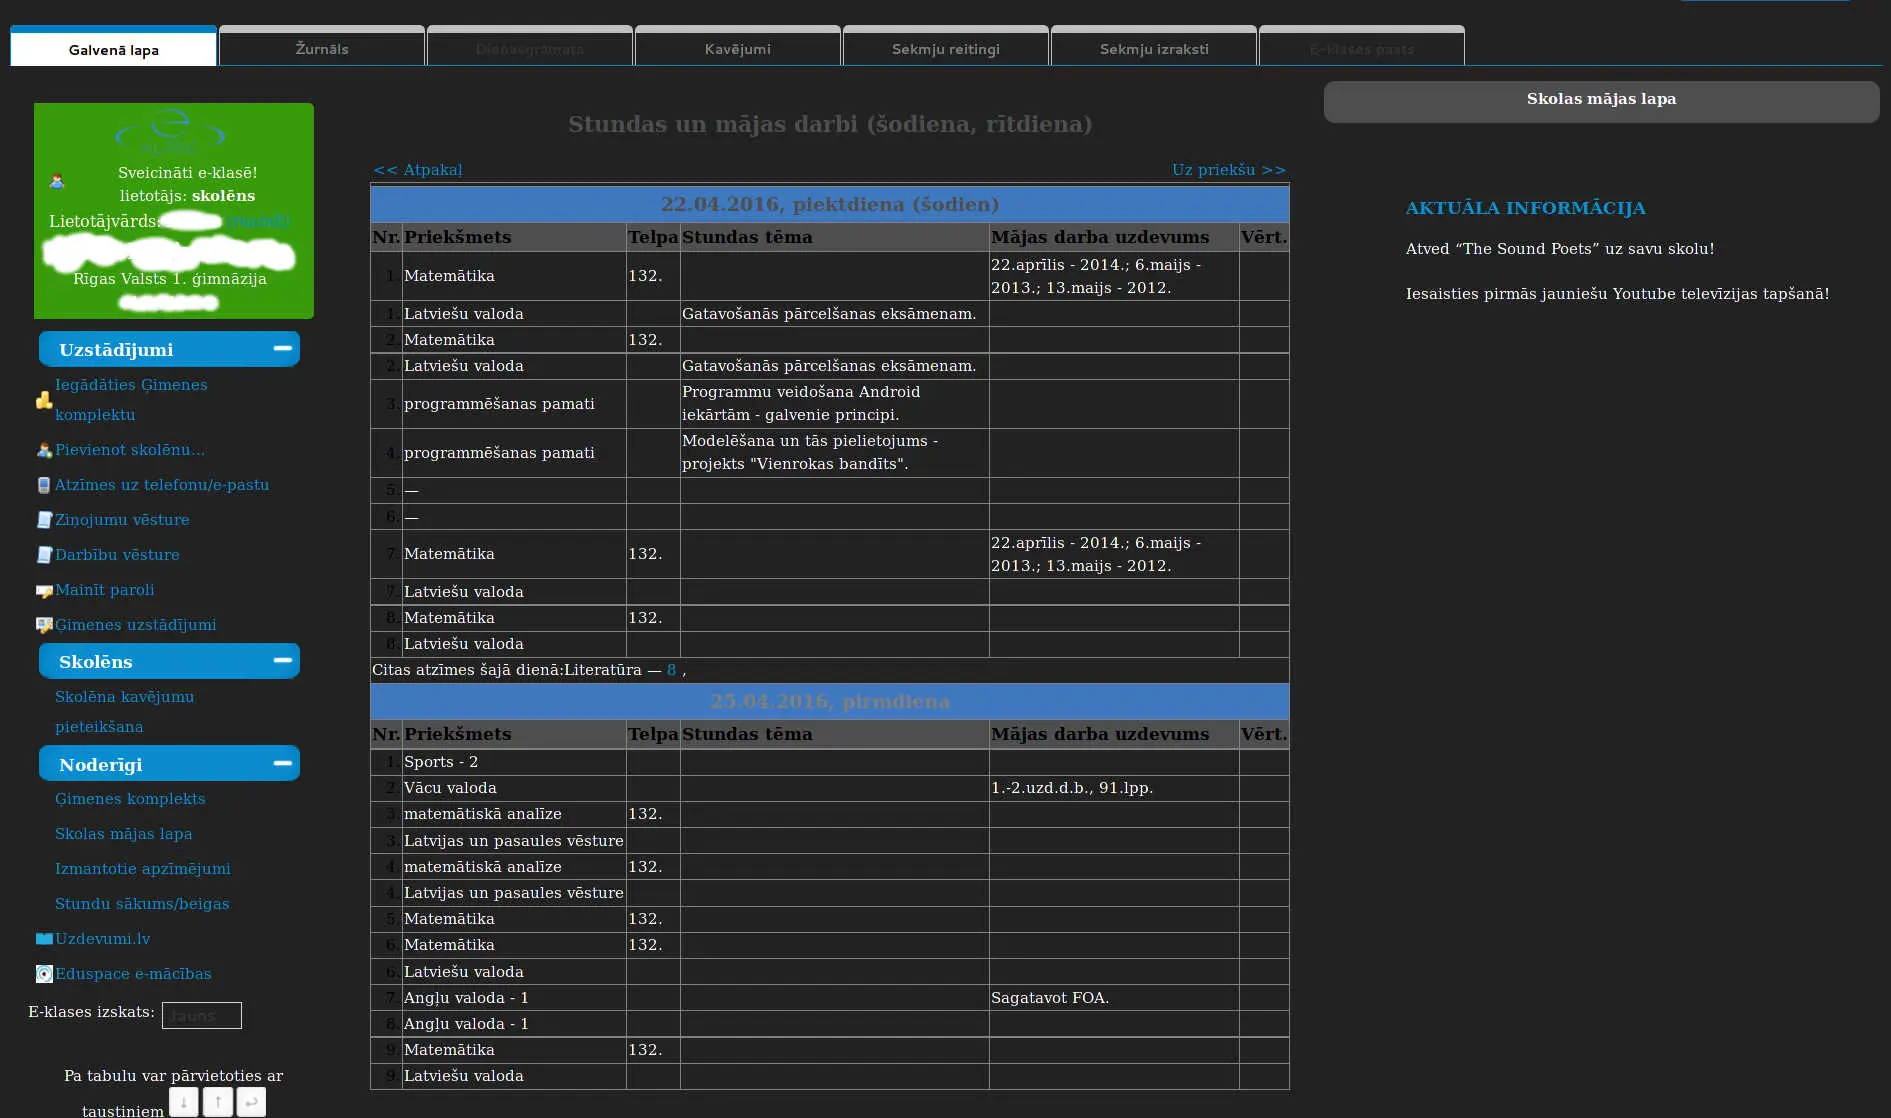 Galvenā lapa
Žurnāls
Dienasgrāmata
Kavējumi
Sekmju reitingi
Sekmju izraksti
E-klases pasts
Sveicināti e-klasē!
lietotājs: skolēns
Lietotājvārds:
Rīgas Valsts 1. ģimnāzija
Uzstādījumi
Iegādāties Ģimenes
komplektu
Pievienot skolēnu...
Atzīmes uz telefonu/e-pastu
Ziņojumu vēsture
Darbību vēsture
Mainīt paroli
Ģimenes uzstādījumi
Skolēns
Skolēna kavējumu
pieteikšana
Noderīgi
Ģimenes komplekts
Skolas mājas lapa
Izmantotie apzīmējumi
Stundu sākums/beigas
Uzdevumi.lv
Eduspace e-mācības
E-klases izskats: Jauns
Pa tabulu var pārvietoties ar
taustiņiem ↓ ↑ ↩
Stundas un mājas darbi (šodiena, rītdiena)
<< Atpakaļ Uz priekšu >>
22.04.2016, piektdiena (šodien)
Nr. Priekšmets Telpa Stundas tēma Mājas darba uzdevums Vērt.
1. Matemātika 132. 22.aprīlis - 2014.; 6.maijs -
2013.; 13.maijs - 2012.
1. Latviešu valoda Gatavošanās pārcelšanas eksāmenam.
2. Matemātika 132.
2. Latviešu valoda Gatavošanās pārcelšanas eksāmenam.
3. programmēšanas pamati Programmu veidošana Android
iekārtām - galvenie principi.
4. programmēšanas pamati Modelēšana un tās pielietojums -
projekts "Vienrokas bandīts".
5. —
6. —
7. Matemātika 132. 22.aprīlis - 2014.; 6.maijs -
2013.; 13.maijs - 2012.
7. Latviešu valoda
8. Matemātika 132.
8. Latviešu valoda
Citas atzīmes šajā dienā:Literatūra — 8 ,
25.04.2016, pirmdiena
Nr. Priekšmets Telpa Stundas tēma Mājas darba uzdevums Vērt.
1. Sports - 2
2. Vācu valoda 1.-2.uzd.d.b., 91.lpp.
3. matemātiskā analīze 132.
3. Latvijas un pasaules vēsture
4. matemātiskā analīze 132.
4. Latvijas un pasaules vēsture
5. Matemātika 132.
6. Matemātika 132.
6. Latviešu valoda
7. Angļu valoda - 1 Sagatavot FOA.
8. Angļu valoda - 1
9. Matemātika 132.
9. Latviešu valoda
Skolas mājas lapa
AKTUĀLA INFORMĀCIJA
Atved “The Sound Poets” uz savu skolu!
Iesaisties pirmās jauniešu Youtube televīzijas tapšanā!